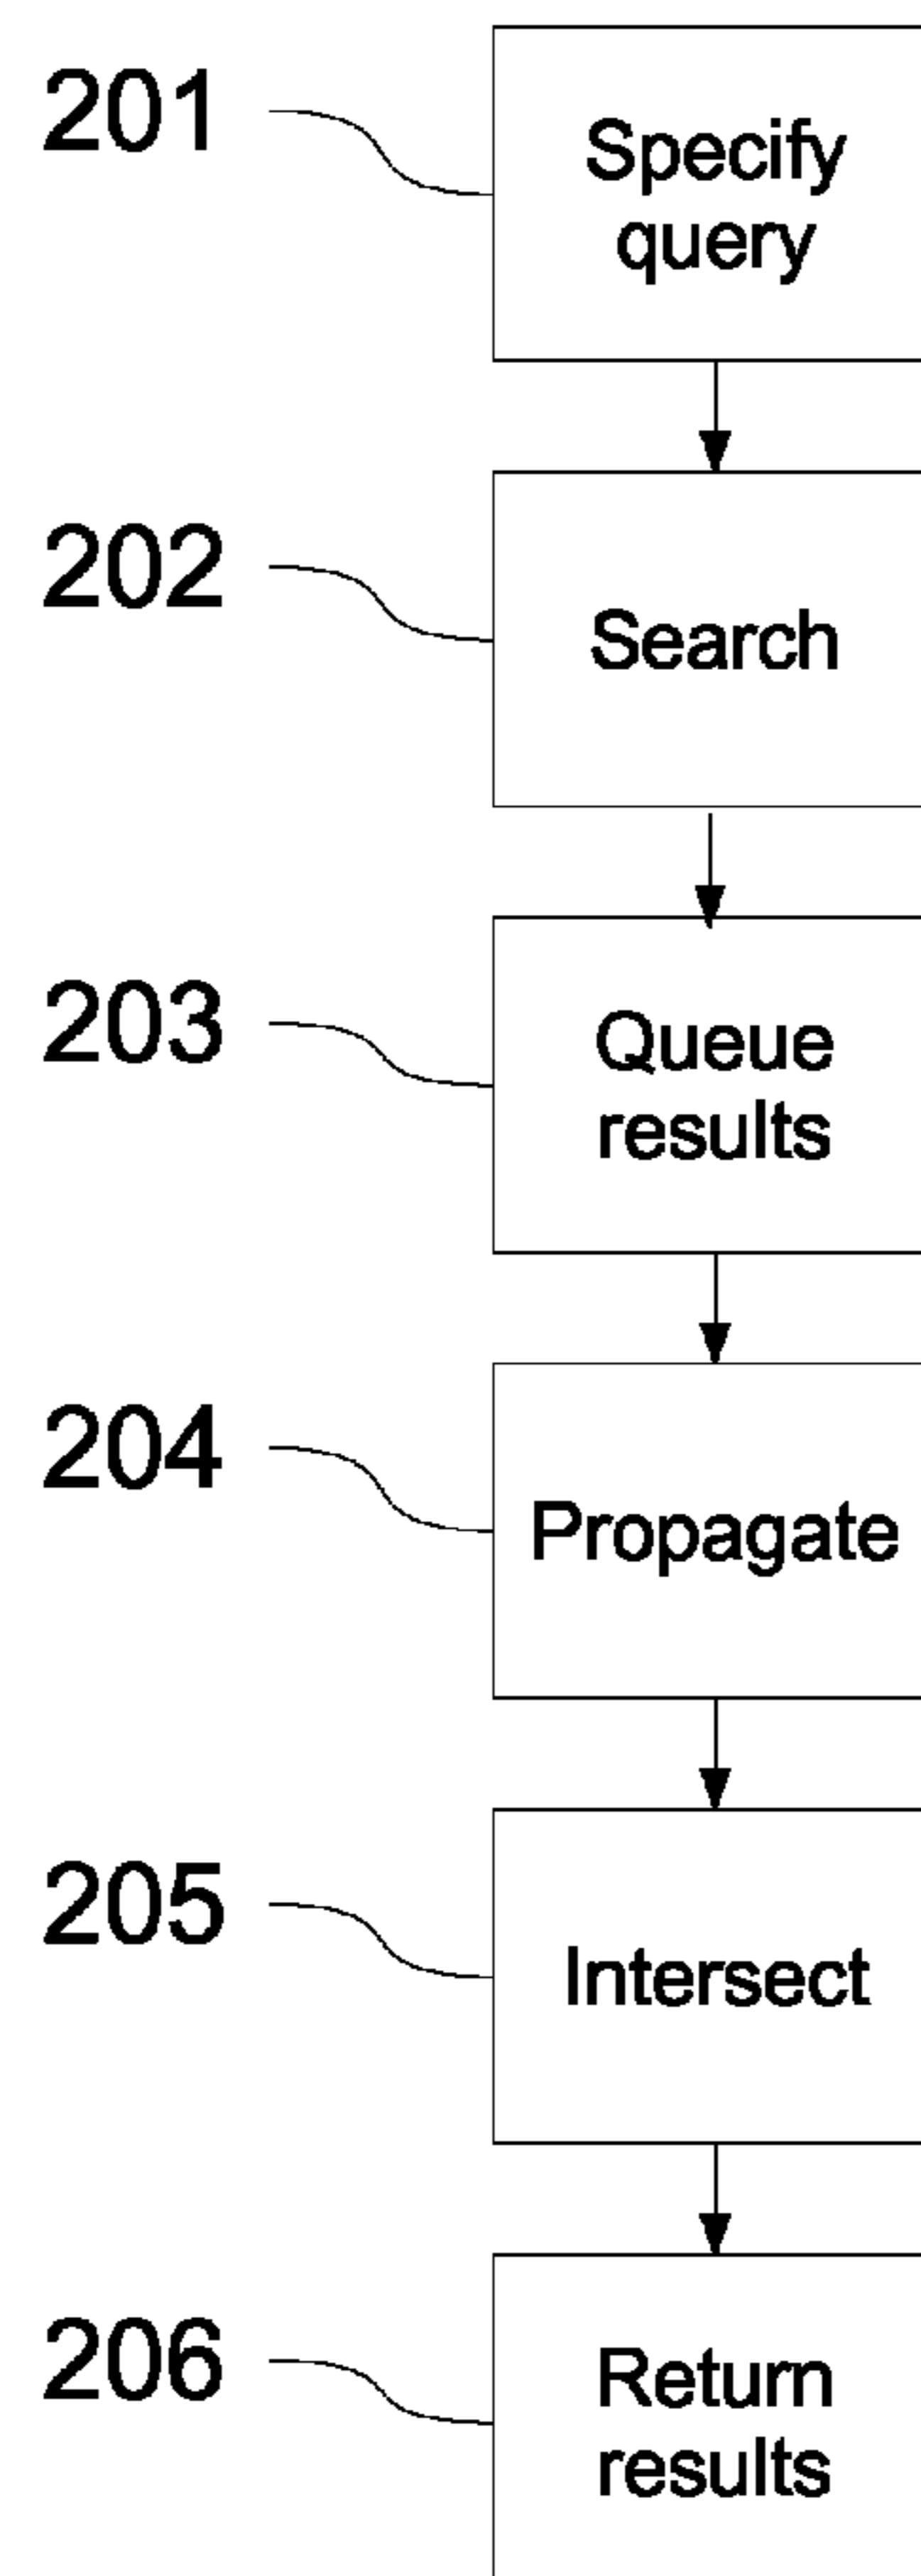 201
Specify
query
202
Search
203
Queue
results
204
Propagate
205
Intersect
206
Return
results